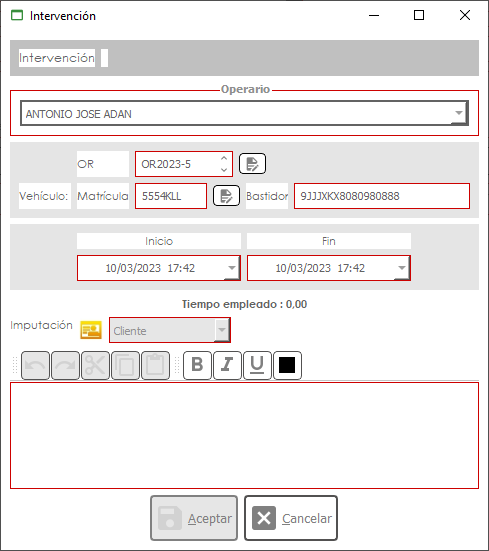 Intervención
Intervención
Operario
ANTONIO JOSE ADAN
OR OR2023-5
Vehículo: Matrícula 5554KLL Bastidor 9JJJXKX8080980888
Inicio Fin
10/03/2023 17:42 10/03/2023 17:42
Tiempo empleado : 0,00
Imputación Cliente
B I U
Aceptar Cancelar